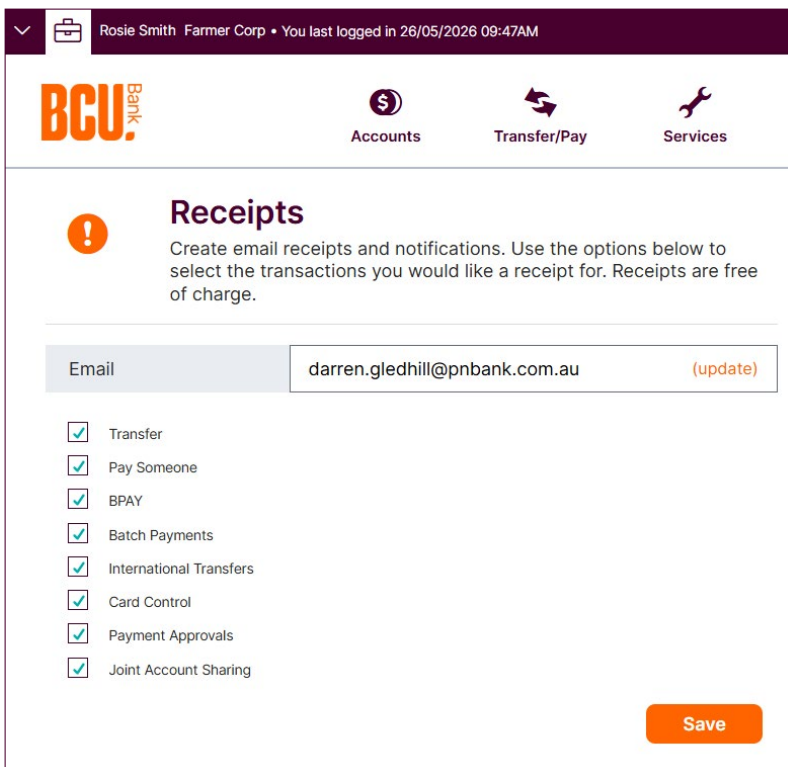 Rosie Smith Farmer Corp • You last logged in 26/05/2026 09:47AM
BCU Bank
Accounts
Transfer/Pay
Services
Receipts
Create email receipts and notifications. Use the options below to
select the transactions you would like a receipt for. Receipts are free
of charge.
Email darren.gledhill@pnbank.com.au (update)
Transfer
Pay Someone
BPAY
Batch Payments
International Transfers
Card Control
Payment Approvals
Joint Account Sharing
Save